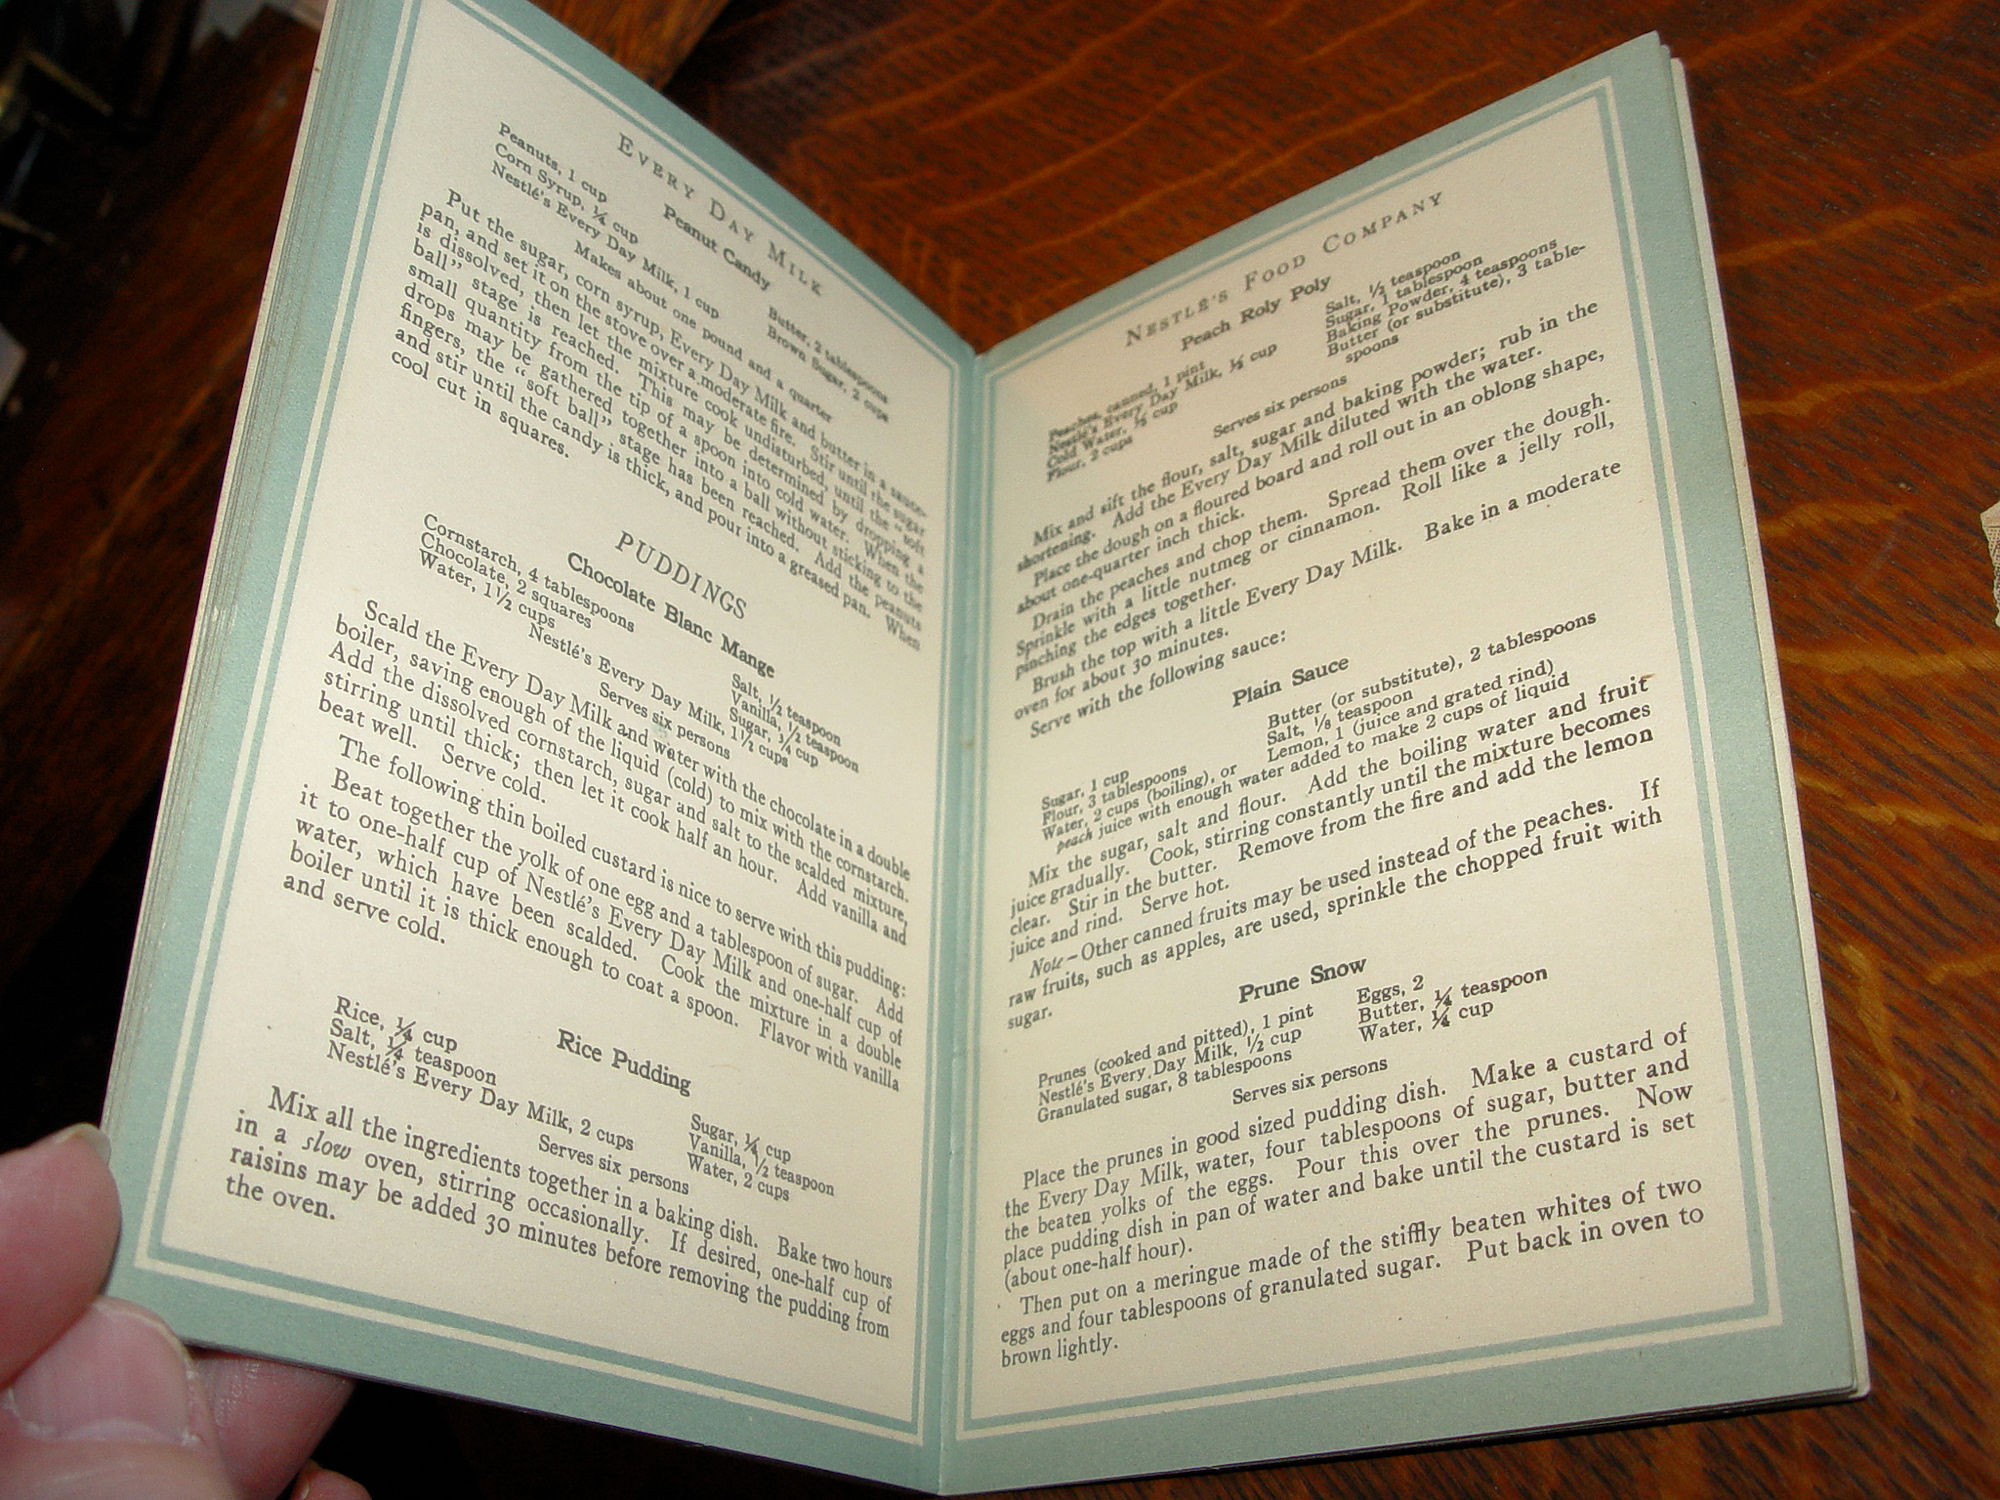 EVERY DAY MILK
Peanut Candy
Peanuts, 1 cup
Corn Syrup, ¼ cup
Nestlé's Every Day Milk, 1 cup
Butter, 2 tablespoons
Brown Sugar, 2 cups
Makes about one pound and a quarter
Put the sugar, corn syrup, Every Day Milk and butter in a sauce-
pan, and set it on the stove over a moderate fire. Stir until the sugar
is dissolved, then let the mixture cook undisturbed, until the "soft
ball" stage is reached. This may be determined by dropping a
small quantity from the tip of a spoon into cold water. When the
drops may be gathered together into a ball without sticking to the
fingers, the "soft ball" stage has been reached. Add the peanuts
and stir until the candy is thick, and pour into a greased pan. When
cool cut in squares.
PUDDINGS
Chocolate Blanc Mange
Cornstarch, 4 tablespoons
Chocolate, 2 squares
Water, 1½ cups
Salt, ½ teaspoon
Vanilla, ½ teaspoon
Sugar, ¾ cup
Nestlé's Every Day Milk, 1½ cups
Serves six persons
Scald the Every Day Milk and water with the chocolate in a double
boiler, saving enough of the liquid (cold) to mix with the cornstarch.
Add the dissolved cornstarch, sugar and salt to the scalded mixture,
stirring until thick; then let it cook half an hour. Add vanilla and
beat well. Serve cold.
The following thin boiled custard is nice to serve with this pudding:
Beat together the yolk of one egg and a tablespoon of sugar. Add
it to one-half cup of Nestlé's Every Day Milk and one-half cup of
water, which have been scalded. Cook the mixture in a double
boiler until it is thick enough to coat a spoon. Flavor with vanilla
and serve cold.
Rice Pudding
Rice, ¼ cup
Salt, ¼ teaspoon
Nestlé's Every Day Milk, 2 cups
Sugar, ¼ cup
Vanilla, ½ teaspoon
Water, 2 cups
Serves six persons
Mix all the ingredients together in a baking dish. Bake two hours
in a slow oven, stirring occasionally. If desired, one-half cup of
raisins may be added 30 minutes before removing the pudding from
the oven.
NESTLÉ'S FOOD COMPANY
Peach Roly Poly
Peaches, canned, 1 pint
Nestlé's Every Day Milk, ⅓ cup
Cold Water, ⅓ cup
Flour, 2 cups
Salt, ½ teaspoon
Sugar, 1 tablespoon
Baking Powder, 4 teaspoons
Butter (or substitute), 3 table-
spoons
Serves six persons
Mix and sift the flour, salt, sugar and baking powder; rub in the
shortening. Add the Every Day Milk diluted with the water.
Place the dough on a floured board and roll out in an oblong shape,
about one-quarter inch thick.
Drain the peaches and chop them. Spread them over the dough.
Sprinkle with a little nutmeg or cinnamon. Roll like a jelly roll,
pinching the edges together.
Brush the top with a little Every Day Milk. Bake in a moderate
oven for about 30 minutes.
Serve with the following sauce:
Plain Sauce
Sugar, 1 cup
Flour, 3 tablespoons
Water, 2 cups (boiling), or
peach juice with enough water added to make 2 cups of liquid
Butter (or substitute), 2 tablespoons
Salt, ⅛ teaspoon
Lemon, 1 (juice and grated rind)
Mix the sugar, salt and flour. Add the boiling water and fruit
juice gradually. Cook, stirring constantly until the mixture becomes
clear. Stir in the butter. Remove from the fire and add the lemon
juice and rind. Serve hot.
Note—Other canned fruits may be used instead of the peaches. If
raw fruits, such as apples, are used, sprinkle the chopped fruit with
sugar.
Prune Snow
Prunes (cooked and pitted), 1 pint
Nestlé's Every Day Milk, ½ cup
Granulated sugar, 8 tablespoons
Eggs, 2
Butter, ¼ teaspoon
Water, ¼ cup
Serves six persons
Place the prunes in good sized pudding dish. Make a custard of
the Every Day Milk, water, four tablespoons of sugar, butter and
the beaten yolks of the eggs. Pour this over the prunes. Now
place pudding dish in pan of water and bake until the custard is set
(about one-half hour).
Then put on a meringue made of the stiffly beaten whites of two
eggs and four tablespoons of granulated sugar. Put back in oven to
brown lightly.